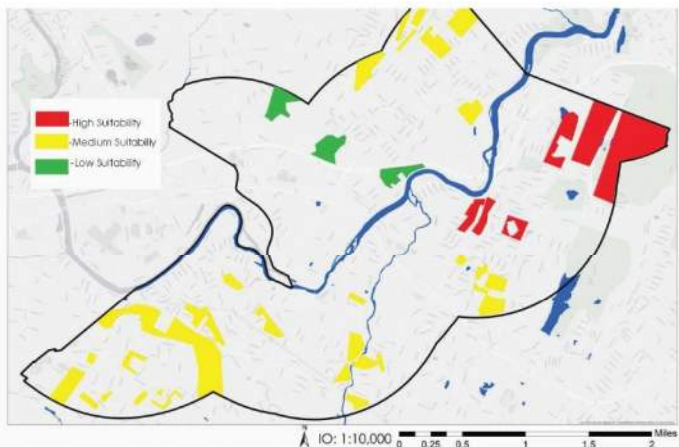 -High Suitability
-Medium Suitability
-Low Suitability
N
IO: 1:10,000
0 0.25 0.5 1 1.5 2
Miles